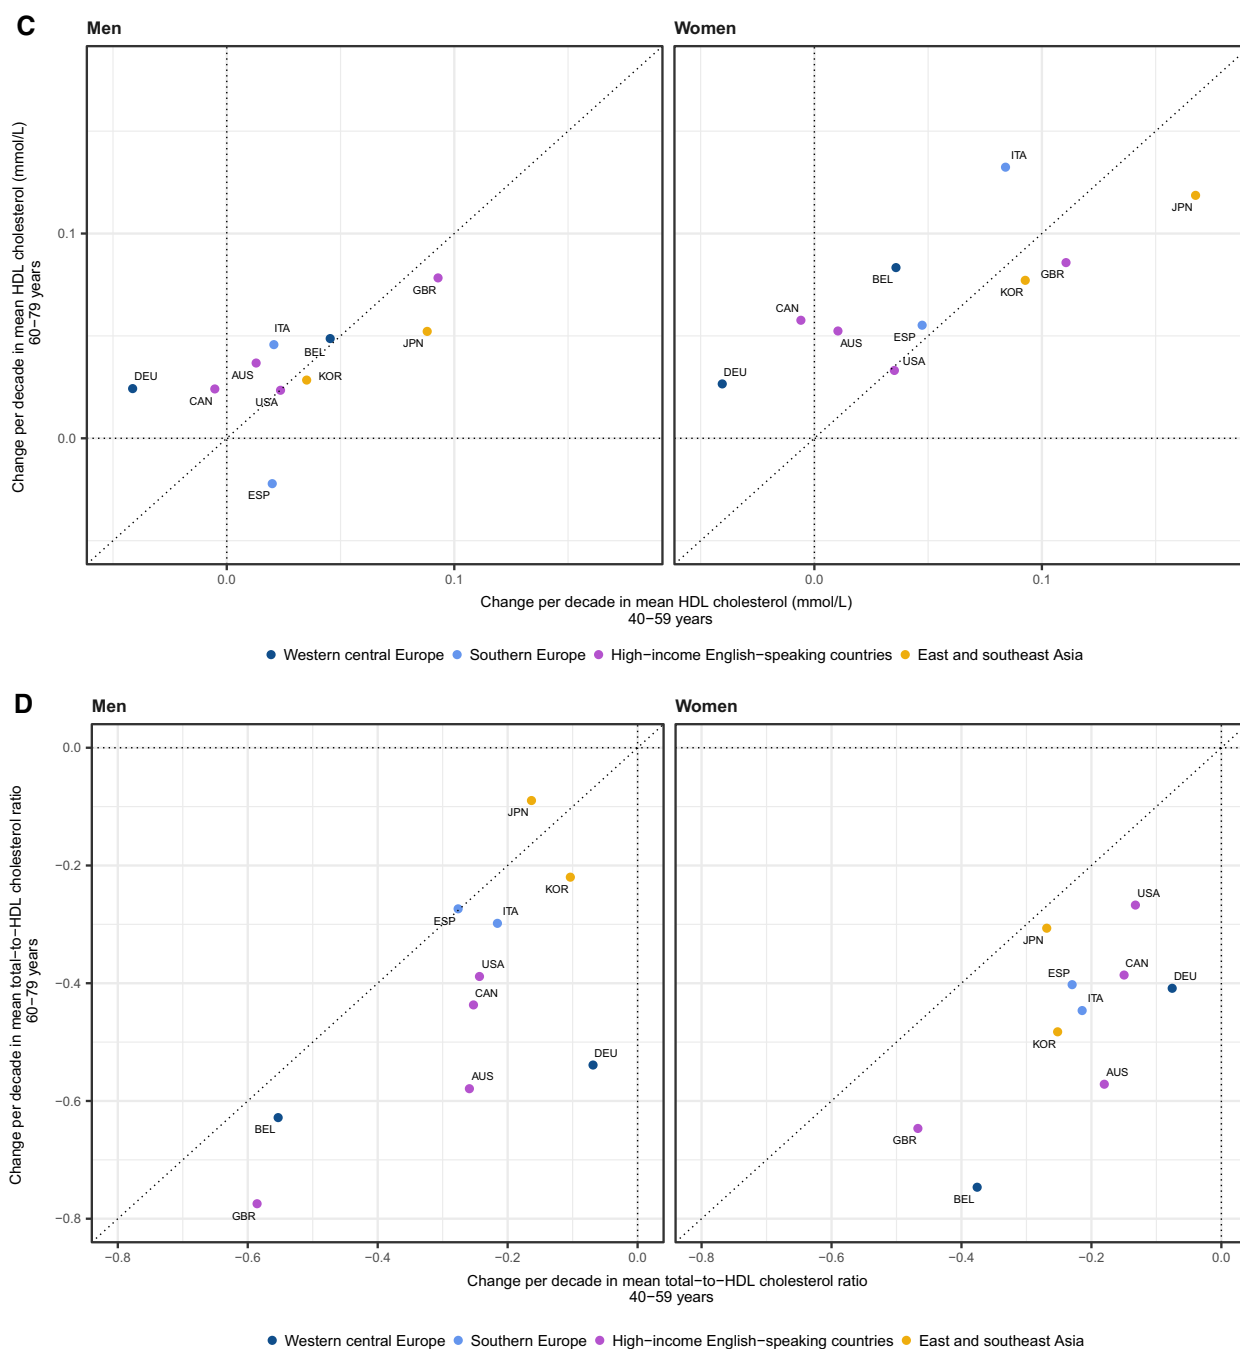 C
Men
Women
Change per decade in mean HDL cholesterol (mmol/L)
60−79 years
0.1
0.0
DEU
CAN
AUS
ITA
USA
BEL
KOR
GBR
JPN
ESP
ITA
JPN
BEL
GBR
KOR
CAN
AUS
ESP
USA
DEU
0.0
0.1
0.0
0.1
Change per decade in mean HDL cholesterol (mmol/L)
40−59 years
Western central Europe
Southern Europe
High−income English−speaking countries
East and southeast Asia
D
Men
Women
Change per decade in mean total−to−HDL cholesterol ratio
60−79 years
0.0
−0.2
−0.4
−0.6
−0.8
JPN
KOR
ESP
ITA
USA
CAN
DEU
AUS
BEL
GBR
USA
JPN
CAN
ESP
DEU
ITA
KOR
AUS
GBR
BEL
−0.8
−0.6
−0.4
−0.2
0.0
−0.8
−0.6
−0.4
−0.2
0.0
Change per decade in mean total−to−HDL cholesterol ratio
40−59 years
Western central Europe
Southern Europe
High−income English−speaking countries
East and southeast Asia